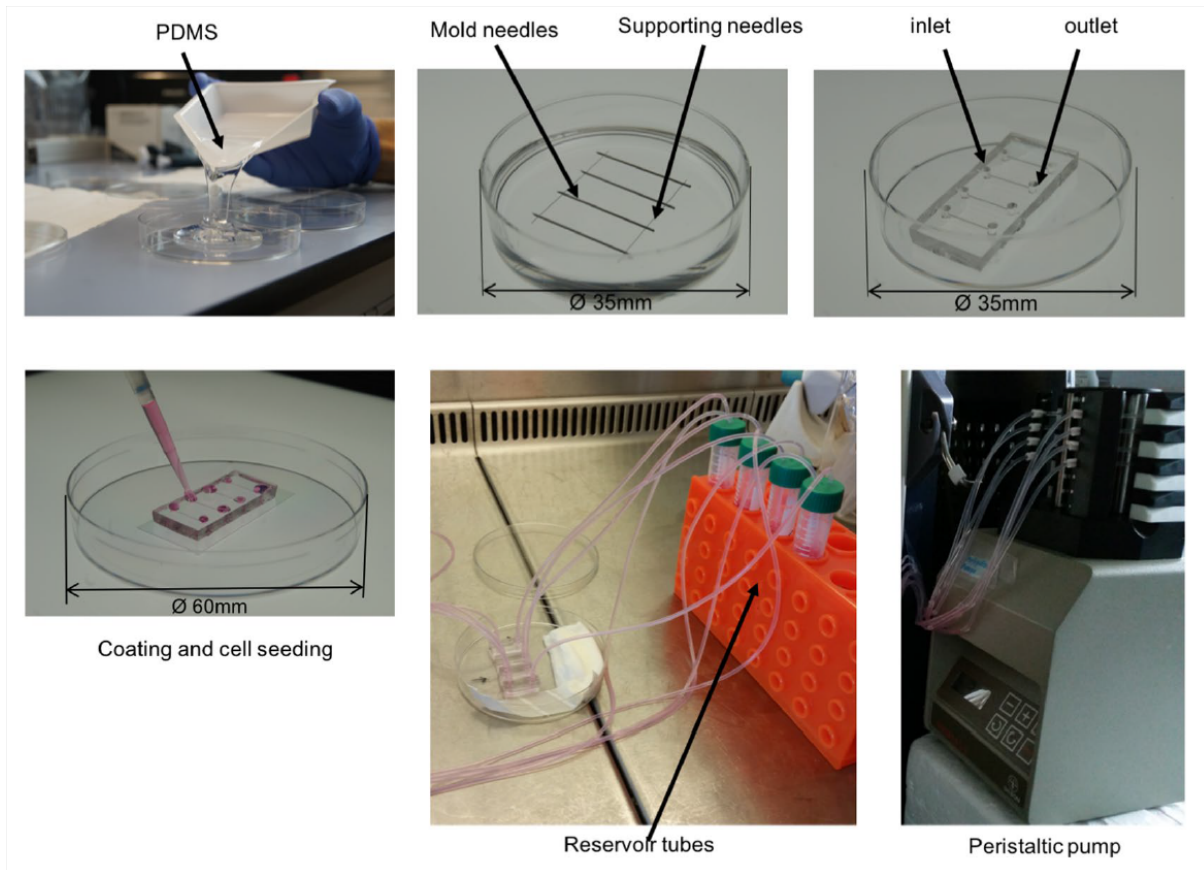 PDMS
Mold needles
Supporting needles
inlet
outlet
Ø 35mm
Ø 35mm
Ø 60mm
Coating and cell seeding
Reservoir tubes
Peristaltic pump